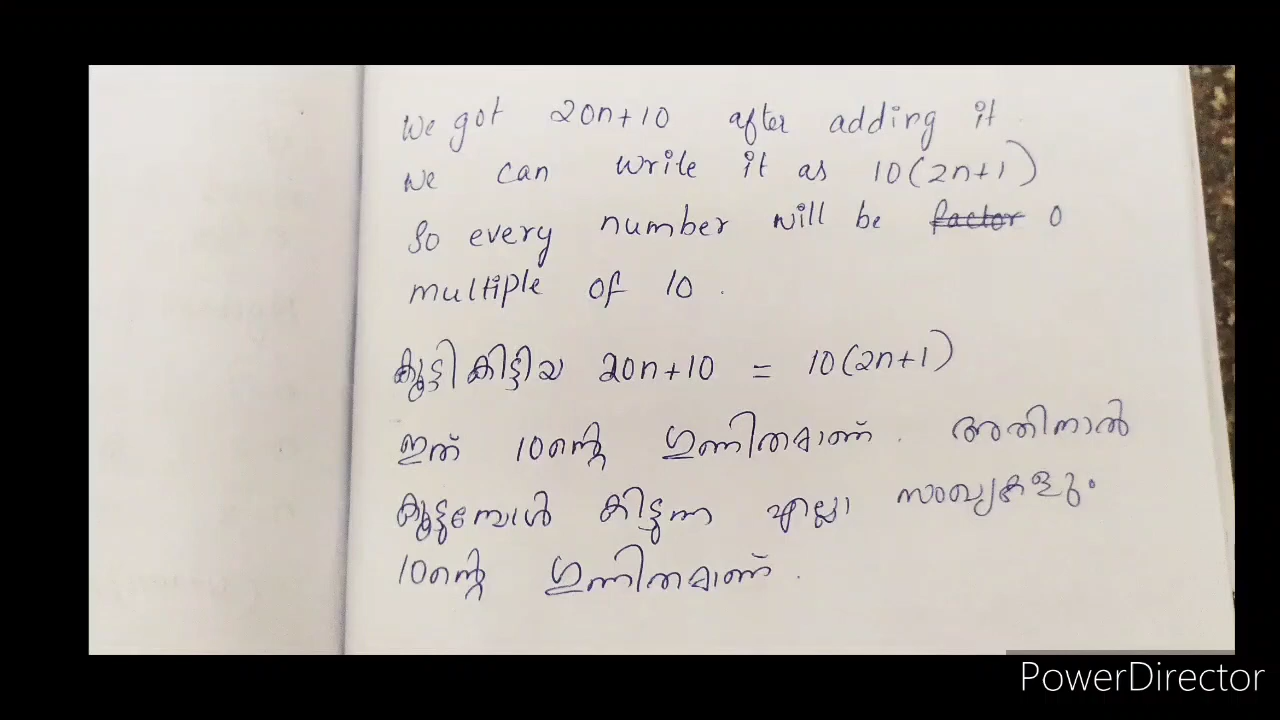 We got 20n+10 after adding it
We can write it as 10(2n+1)
So every number will be factor a
multiple of 10.
കൂട്ടി കിട്ടിയ 20n+10 = 10(2n+1)
ഇത് 10ന്റെ ഗുണിതമാണ്. അതിനാൽ
കൂട്ടുമ്പോൾ കിട്ടുന്ന എല്ലാ സംഖ്യകളും
10ന്റെ ഗുണിതമാണ്.
PowerDirector